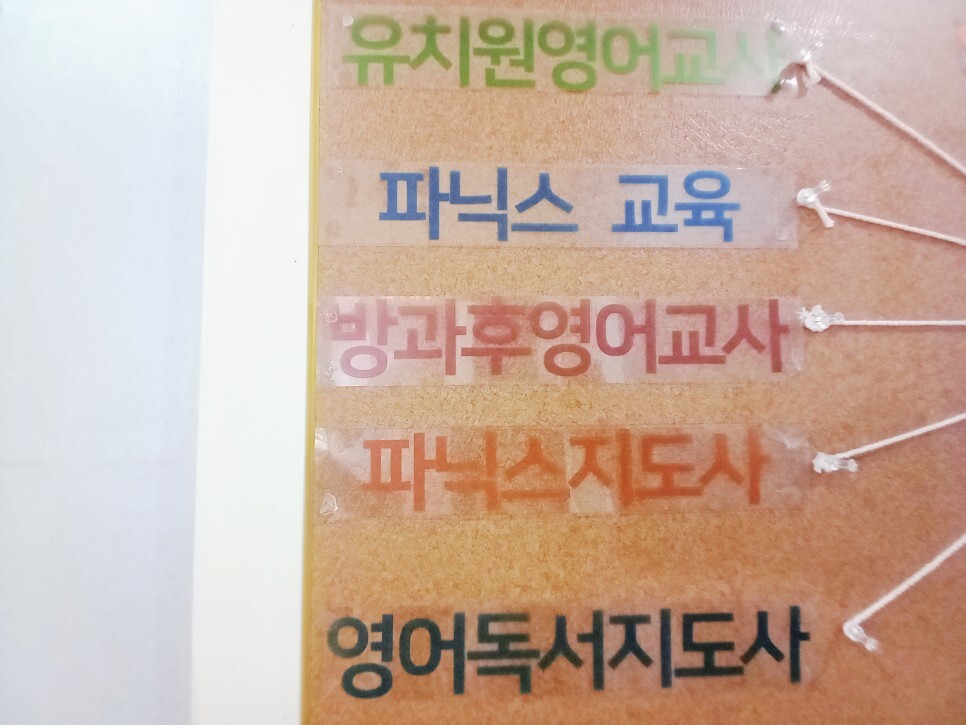 유치원영어교사
파닉스 교육
방과후영어교사
파닉스지도사
영어독서지도사